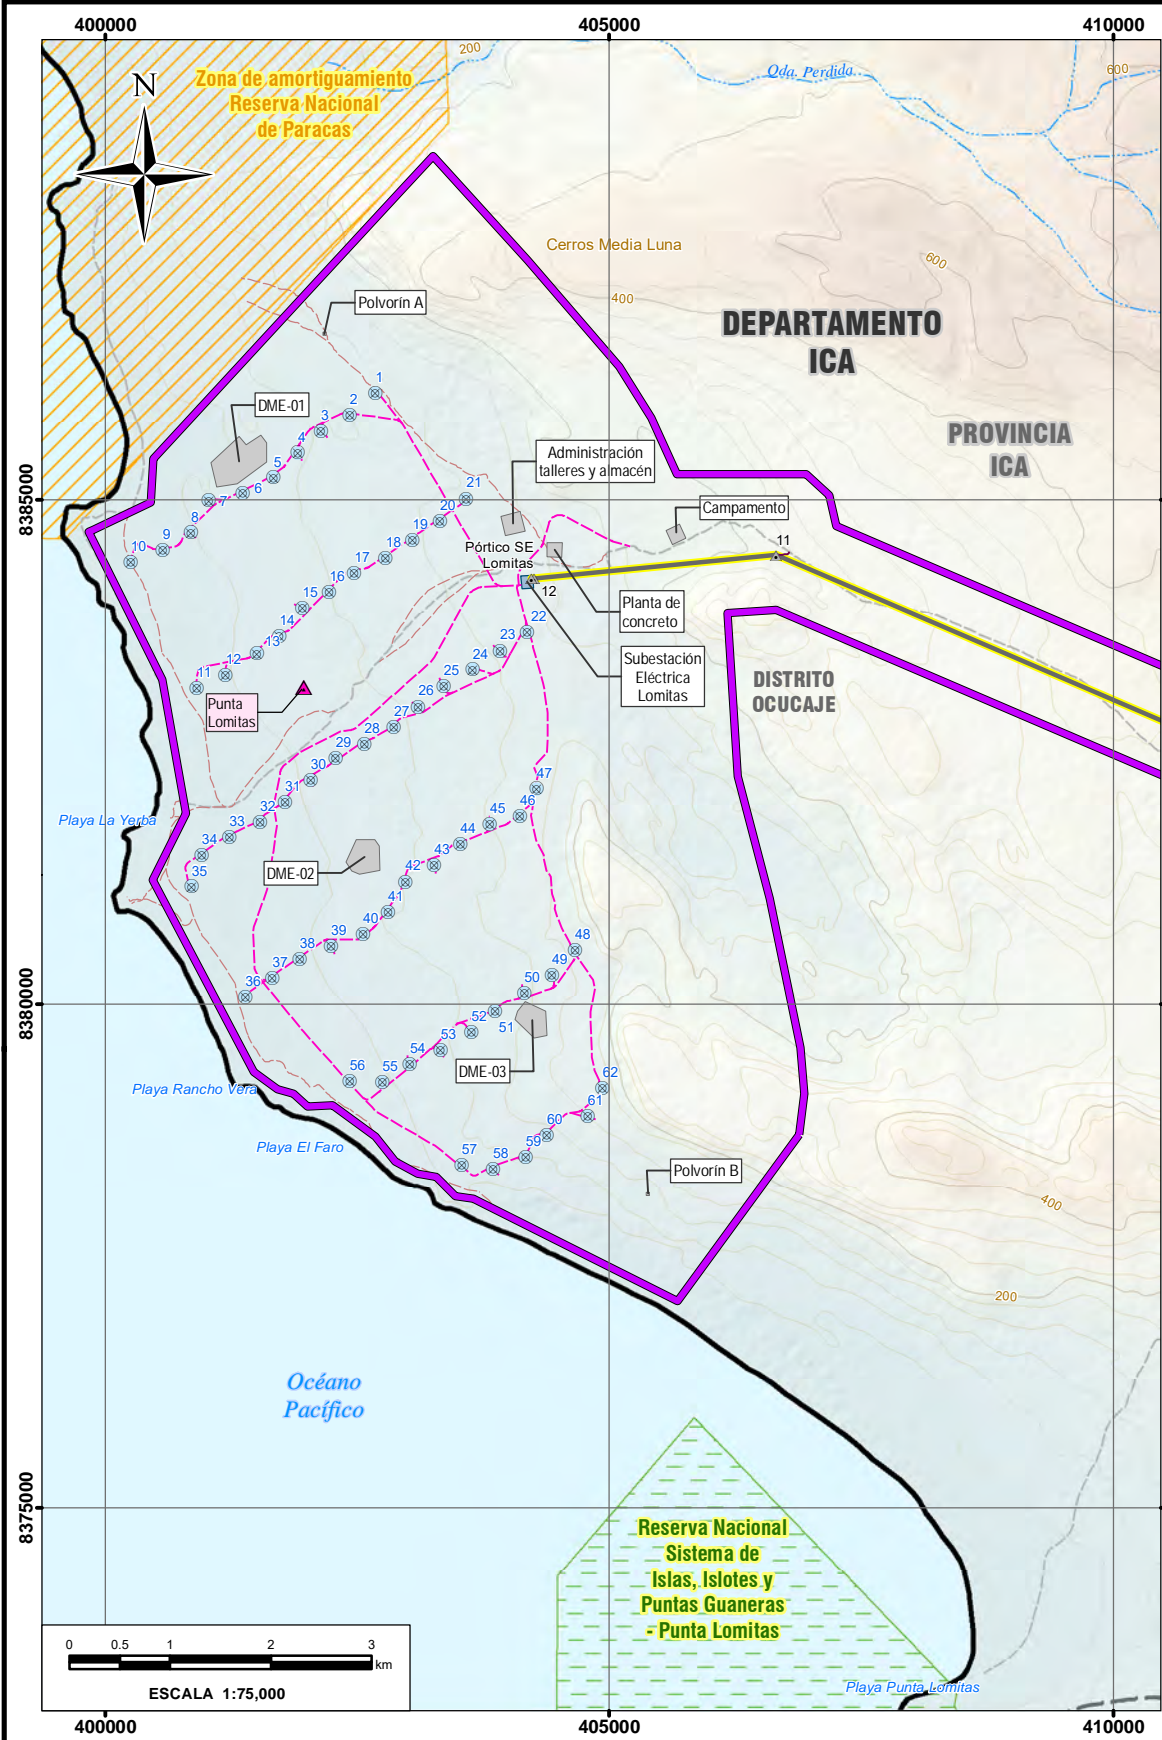 400000
405000
410000
200
Qda. Perdida
600
Zona de amortiguamiento
Reserva Nacional
de Paracas
N
Cerros Media Luna
600
400
Polvorín A
DEPARTAMENTO
ICA
PROVINCIA
ICA
1
2
3
4
5
6
7
8
9
10
DME-01
Administración
talleres y almacén
Campamento
8385000
21
20
19
18
17
16
15
14
13
12
11
Pórtico SE
Lomitas
12
11
Planta de
concreto
Subestación
Eléctrica
Lomitas
Punta
Lomitas
DISTRITO
OCUCAJE
22
23
24
25
26
27
28
29
30
31
32
33
34
35
Playa La Yerba
DME-02
47
46
45
44
43
42
41
40
39
38
37
36
8380000
48
49
50
51
52
53
54
55
56
DME-03
Playa Rancho Vera
Playa El Faro
62
61
60
59
58
57
Polvorín B
400
200
Océano
Pacífico
8375000
Reserva Nacional
Sistema de
Islas, Islotes y
Puntas Guaneras
- Punta Lomitas
Playa Punta Lomitas
0 0.5 1 2 3
km
ESCALA 1:75,000
400000
405000
410000